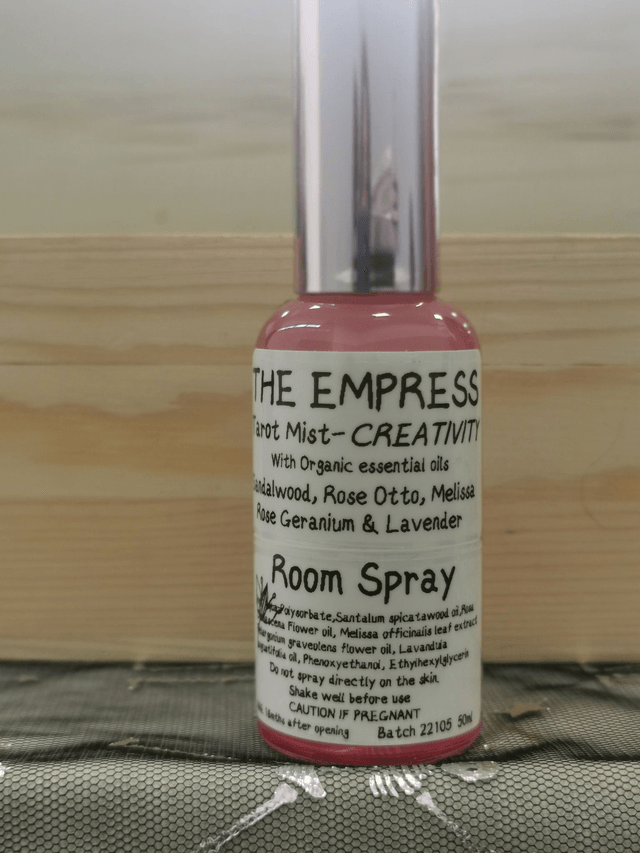 THE EMPRESS
Tarot Mist- CREATIVITY
With Organic essential oils
Sandalwood, Rose Otto, Melissa
Rose Geranium & Lavender
Room Spray
Polysorbate, Santalum spicatawood oil, Rosa
Flower oil, Melissa officinalis leaf extract
graveolens flower oil, Lavandula
oil, Phenoxyethanol, Ethylhexylglycerin
Do not spray directly on the skin.
Shake well before use
CAUTION IF PREGNANT
after opening Batch 22105 50ml